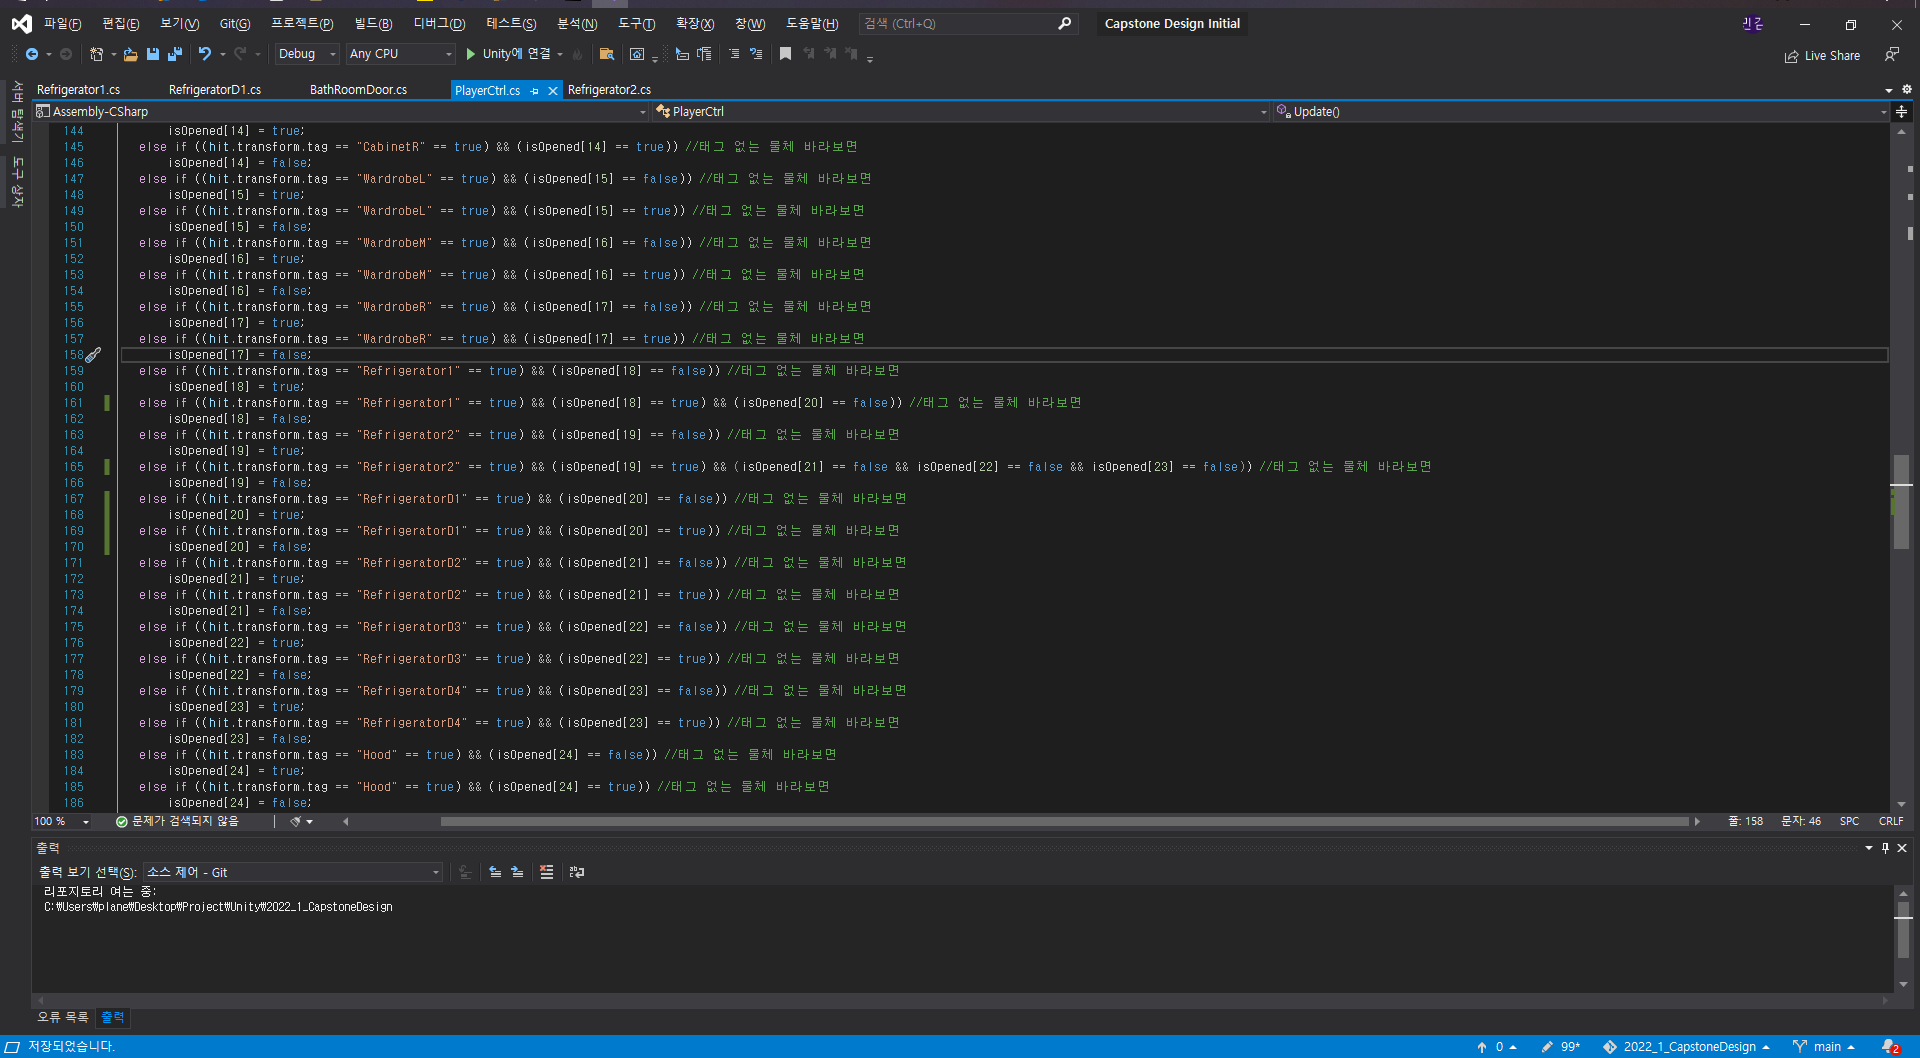 파일(F) 편집(E) 보기(V) Git(G) 프로젝트(P) 빌드(B) 디버그(D) 테스트(S) 분석(N) 도구(T) 확장(X) 창(W) 도움말(H) 검색 (Ctrl+Q) Capstone Design Initial
Debug Any CPU Unity에 연결 Live Share
서버 탐색기 도구 상자
Refrigerator1.cs RefrigeratorD1.cs BathRoomDoor.cs PlayerCtrl.cs Refrigerator2.cs
Assembly-CSharp PlayerCtrl Update()
144 isOpened[14] = true;
145 else if ((hit.transform.tag == "CabinetR" == true) && (isOpened[14] == true)) //태그 없는 물체 바라보면
146 isOpened[14] = false;
147 else if ((hit.transform.tag == "WardrobeL" == true) && (isOpened[15] == false)) //태그 없는 물체 바라보면
148 isOpened[15] = true;
149 else if ((hit.transform.tag == "WardrobeL" == true) && (isOpened[15] == true)) //태그 없는 물체 바라보면
150 isOpened[15] = false;
151 else if ((hit.transform.tag == "WardrobeM" == true) && (isOpened[16] == false)) //태그 없는 물체 바라보면
152 isOpened[16] = true;
153 else if ((hit.transform.tag == "WardrobeM" == true) && (isOpened[16] == true)) //태그 없는 물체 바라보면
154 isOpened[16] = false;
155 else if ((hit.transform.tag == "WardrobeR" == true) && (isOpened[17] == false)) //태그 없는 물체 바라보면
156 isOpened[17] = true;
157 else if ((hit.transform.tag == "WardrobeR" == true) && (isOpened[17] == true)) //태그 없는 물체 바라보면
158 isOpened[17] = false;
159 else if ((hit.transform.tag == "Refrigerator1" == true) && (isOpened[18] == false)) //태그 없는 물체 바라보면
160 isOpened[18] = true;
161 else if ((hit.transform.tag == "Refrigerator1" == true) && (isOpened[18] == true) && (isOpened[20] == false)) //태그 없는 물체 바라보면
162 isOpened[18] = false;
163 else if ((hit.transform.tag == "Refrigerator2" == true) && (isOpened[19] == false)) //태그 없는 물체 바라보면
164 isOpened[19] = true;
165 else if ((hit.transform.tag == "Refrigerator2" == true) && (isOpened[19] == true) && (isOpened[21] == false && isOpened[22] == false && isOpened[23] == false)) //태그 없는 물체 바라보면
166 isOpened[19] = false;
167 else if ((hit.transform.tag == "RefrigeratorD1" == true) && (isOpened[20] == false)) //태그 없는 물체 바라보면
168 isOpened[20] = true;
169 else if ((hit.transform.tag == "RefrigeratorD1" == true) && (isOpened[20] == true)) //태그 없는 물체 바라보면
170 isOpened[20] = false;
171 else if ((hit.transform.tag == "RefrigeratorD2" == true) && (isOpened[21] == false)) //태그 없는 물체 바라보면
172 isOpened[21] = true;
173 else if ((hit.transform.tag == "RefrigeratorD2" == true) && (isOpened[21] == true)) //태그 없는 물체 바라보면
174 isOpened[21] = false;
175 else if ((hit.transform.tag == "RefrigeratorD3" == true) && (isOpened[22] == false)) //태그 없는 물체 바라보면
176 isOpened[22] = true;
177 else if ((hit.transform.tag == "RefrigeratorD3" == true) && (isOpened[22] == true)) //태그 없는 물체 바라보면
178 isOpened[22] = false;
179 else if ((hit.transform.tag == "RefrigeratorD4" == true) && (isOpened[23] == false)) //태그 없는 물체 바라보면
180 isOpened[23] = true;
181 else if ((hit.transform.tag == "RefrigeratorD4" == true) && (isOpened[23] == true)) //태그 없는 물체 바라보면
182 isOpened[23] = false;
183 else if ((hit.transform.tag == "Hood" == true) && (isOpened[24] == false)) //태그 없는 물체 바라보면
184 isOpened[24] = true;
185 else if ((hit.transform.tag == "Hood" == true) && (isOpened[24] == true)) //태그 없는 물체 바라보면
186 isOpened[24] = false;
100 % 문제가 검색되지 않음 줄: 158 문자: 46 SPC CRLF
출력
출력 보기 선택(S): 소스 제어 - Git
리포지토리 여는 중:
C:\Users\plane\Desktop\Project\Unity\2022_1_CapstoneDesign
오류 목록 출력
저장되었습니다. 0 99* 2022_1_CapstoneDesign main 2